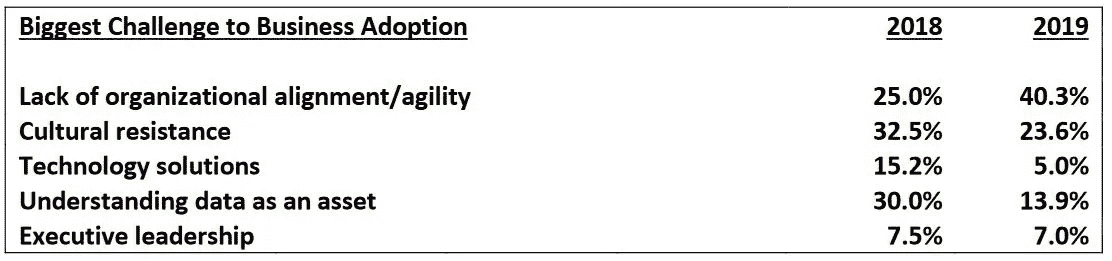 Biggest Challenge to Business Adoption 2018 2019
Lack of organizational alignment/agility 25.0% 40.3%
Cultural resistance 32.5% 23.6%
Technology solutions 15.2% 5.0%
Understanding data as an asset 30.0% 13.9%
Executive leadership 7.5% 7.0%